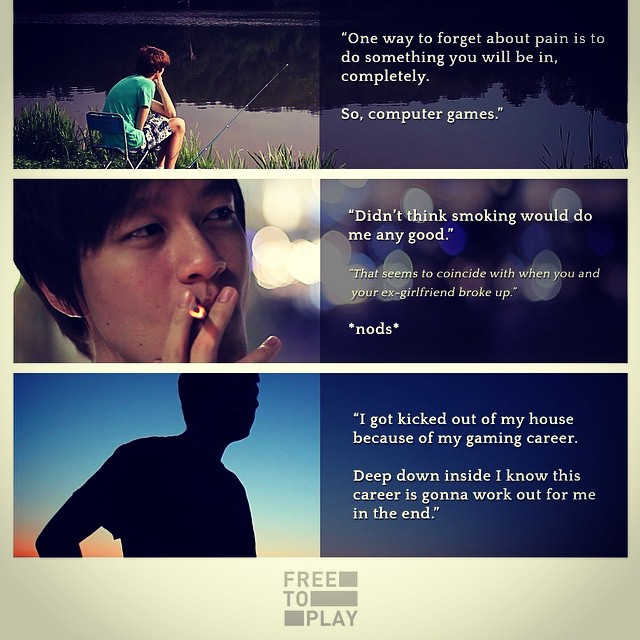 “One way to forget about pain is to
do something you will be in,
completely.
So, computer games.”
“Didn’t think smoking would do
me any good.”
“That seems to coincide with when you and
your ex-girlfriend broke up.”
*nods*
“I got kicked out of my house
because of my gaming career.
Deep down inside I know this
career is gonna work out for me
in the end.”
FREE
TO
PLAY